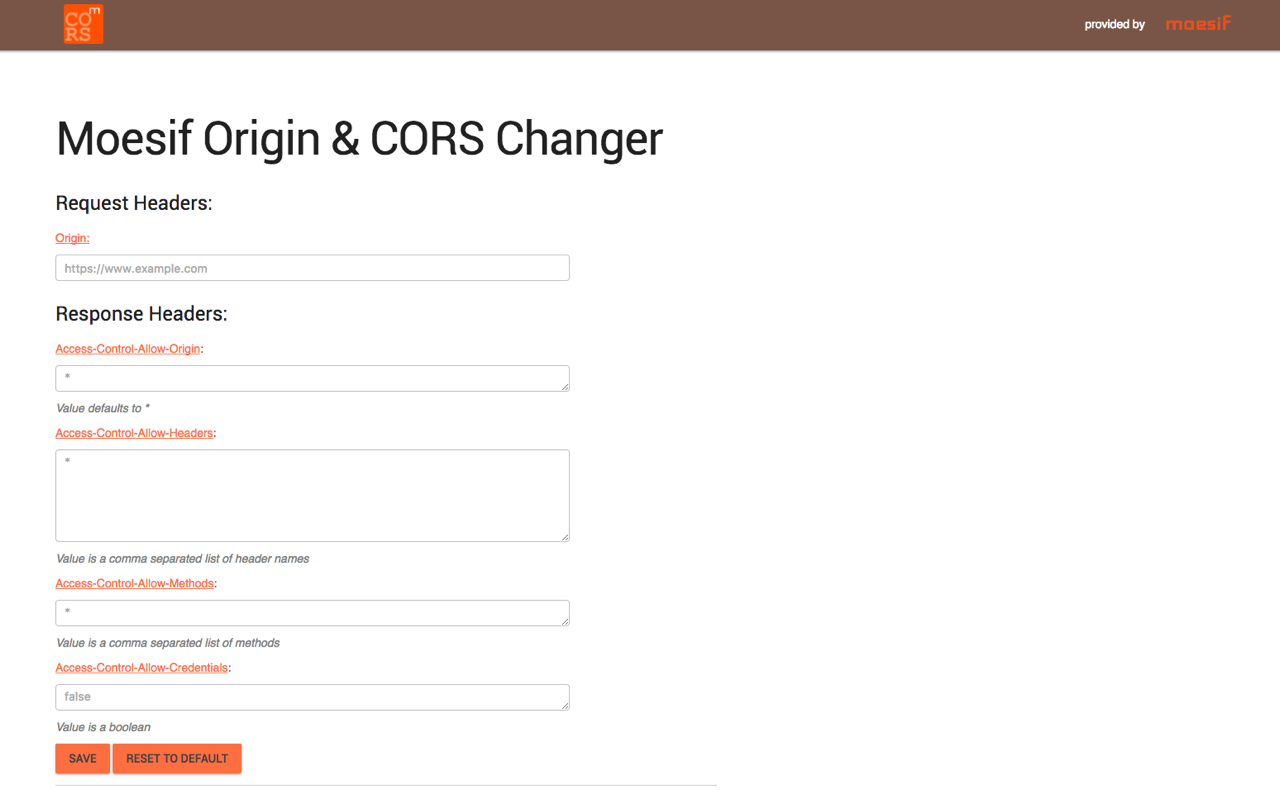 m
CO
RS
provided by
moesif
Moesif Origin & CORS Changer
Request Headers:
Origin:
https://www.example.com
Response Headers:
Access-Control-Allow-Origin:
*
Value defaults to *
Access-Control-Allow-Headers:
*
Value is a comma separated list of header names
Access-Control-Allow-Methods:
*
Value is a comma separated list of methods
Access-Control-Allow-Credentials:
false
Value is a boolean
SAVE RESET TO DEFAULT